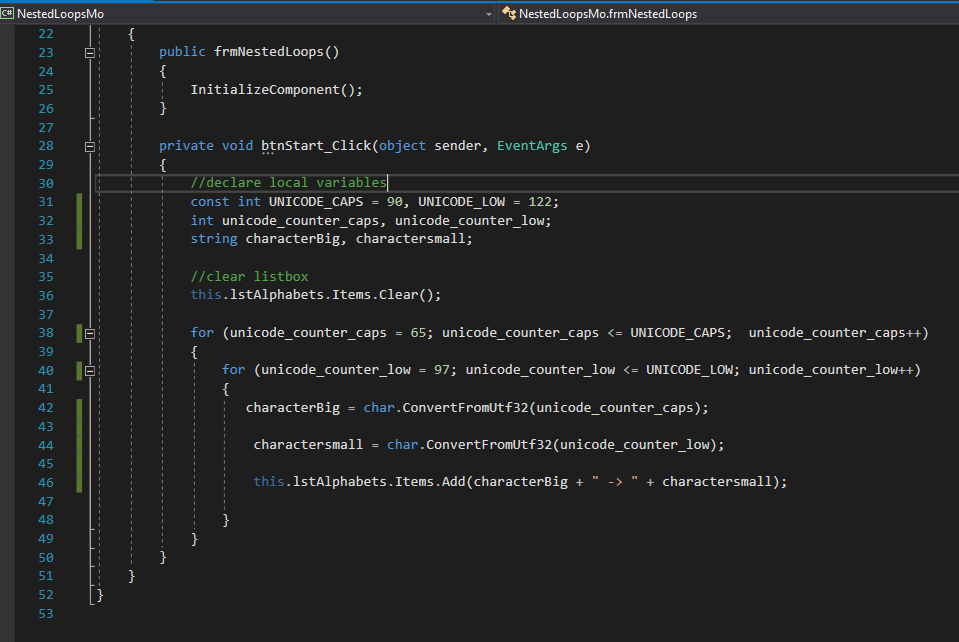 C# NestedLoopsMo NestedLoopsMo.frmNestedLoops
22 {
23 public frmNestedLoops()
24 {
25 InitializeComponent();
26 }
27
28 private void btnStart_Click(object sender, EventArgs e)
29 {
30 //declare local variables
31 const int UNICODE_CAPS = 90, UNICODE_LOW = 122;
32 int unicode_counter_caps, unicode_counter_low;
33 string characterBig, charactersmall;
34
35 //clear listbox
36 this.lstAlphabets.Items.Clear();
37
38 for (unicode_counter_caps = 65; unicode_counter_caps <= UNICODE_CAPS;  unicode_counter_caps++)
39 {
40 for (unicode_counter_low = 97; unicode_counter_low <= UNICODE_LOW; unicode_counter_low++)
41 {
42 characterBig = char.ConvertFromUtf32(unicode_counter_caps);
43
44 charactersmall = char.ConvertFromUtf32(unicode_counter_low);
45
46 this.lstAlphabets.Items.Add(characterBig + " -> " + charactersmall);
47
48 }
49 }
50 }
51 }
52 }
53